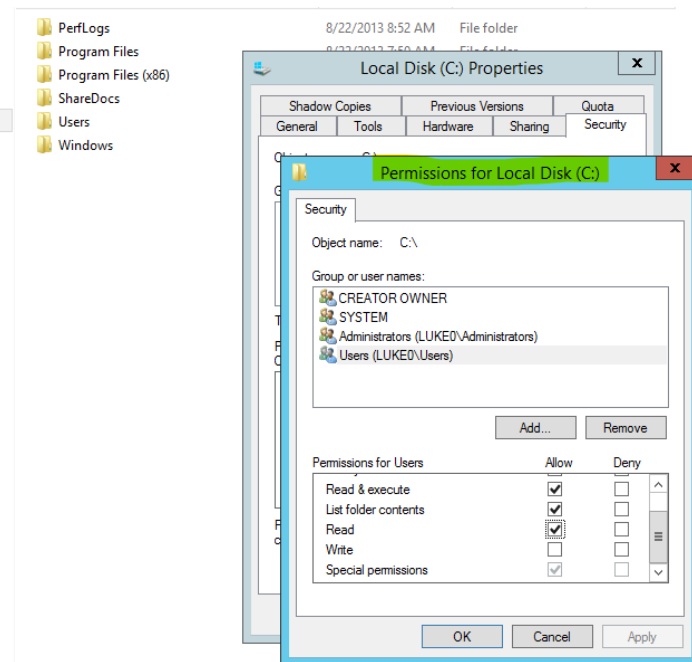 PerfLogs 8/22/2013 8:52 AM File folder
Program Files
Program Files (x86)
ShareDocs
Users
Windows
Local Disk (C:) Properties
x
Shadow Copies Previous Versions Quota
General Tools Hardware Sharing Security
Permissions for Local Disk (C:)
x
Security
Object name: C:\
Group or user names:
CREATOR OWNER
SYSTEM
Administrators (LUKE0\Administrators)
Users (LUKE0\Users)
Add... Remove
Permissions for Users Allow Deny
Read & execute
List folder contents
Read
Write
Special permissions
OK Cancel Apply